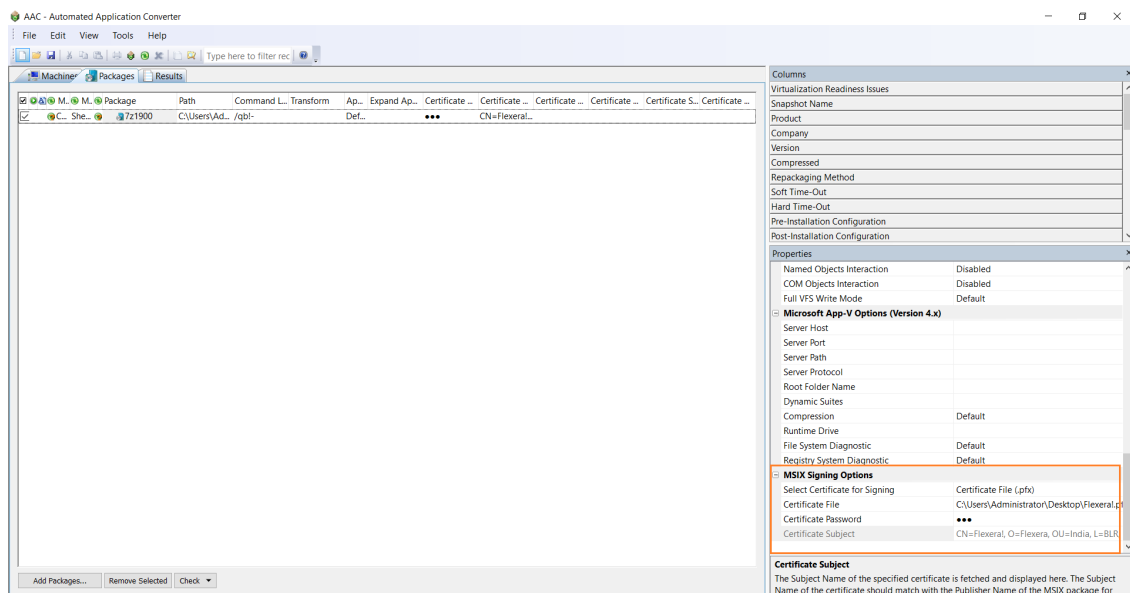 AAC - Automated Application Converter
File Edit View Tools Help
Type here to filter rec
Machines Packages Results
M.. M.. Package Path Command L... Transform Ap... Expand Ap... Certificate ... Certificate ... Certificate ... Certificate ... Certificate S... Certificate ...
C... She... 7z1900 C:\Users\Ad... /qb!- Def... ●●● CN=Flexera!...
Add Packages... Remove Selected Check
Columns
Virtualization Readiness Issues
Snapshot Name
Product
Company
Version
Compressed
Repackaging Method
Soft Time-Out
Hard Time-Out
Pre-Installation Configuration
Post-Installation Configuration
Properties
Named Objects Interaction Disabled
COM Objects Interaction Disabled
Full VFS Write Mode Default
Microsoft App-V Options (Version 4.x)
Server Host
Server Port
Server Path
Server Protocol
Root Folder Name
Dynamic Suites
Compression Default
Runtime Drive
File System Diagnostic Default
Registry System Diagnostic Default
MSIX Signing Options
Select Certificate for Signing Certificate File (.pfx)
Certificate File C:\Users\Administrator\Desktop\Flexera!.pf
Certificate Password ●●●
Certificate Subject CN=Flexera!, O=Flexera, OU=India, L=BLR
Certificate Subject
The Subject Name of the specified certificate is fetched and displayed here. The Subject
Name of the certificate should match with the Publisher Name of the MSIX package for